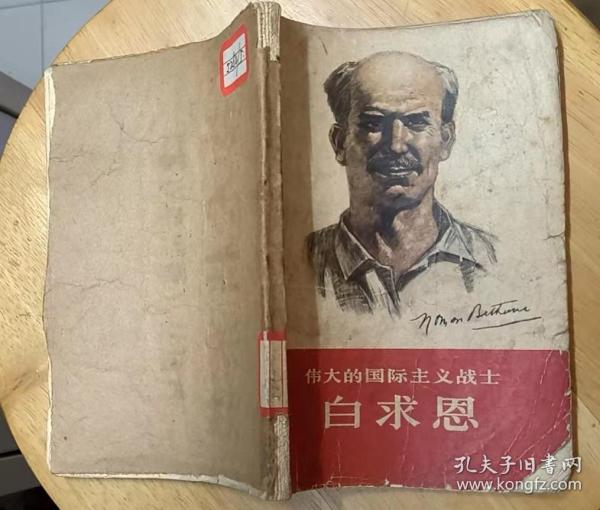 Norman Bethune
伟大的国际主义战士
白求恩
孔夫子旧书网
www.kongfz.com